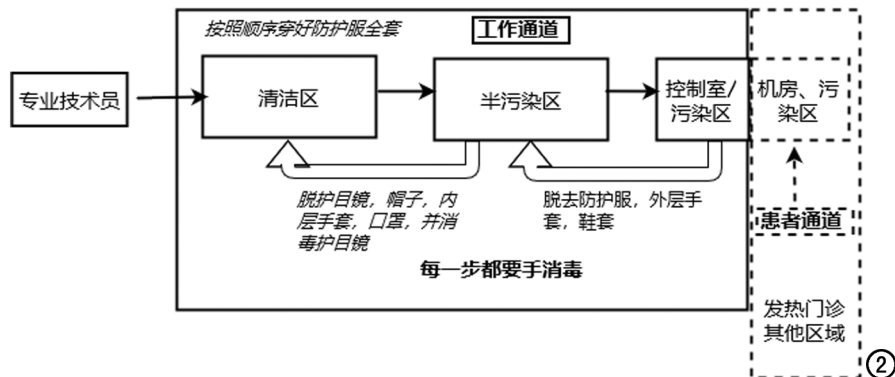 按照顺序穿好防护服全套
工作通道
专业技术员
清洁区
半污染区
控制室/
污染区
机房、污
染区
脱护目镜，帽子，内
层手套，口罩，并消
毒护目镜
脱去防护服，外层手
套，鞋套
患者通道
每一步都要手消毒
发热门诊
其他区域
②